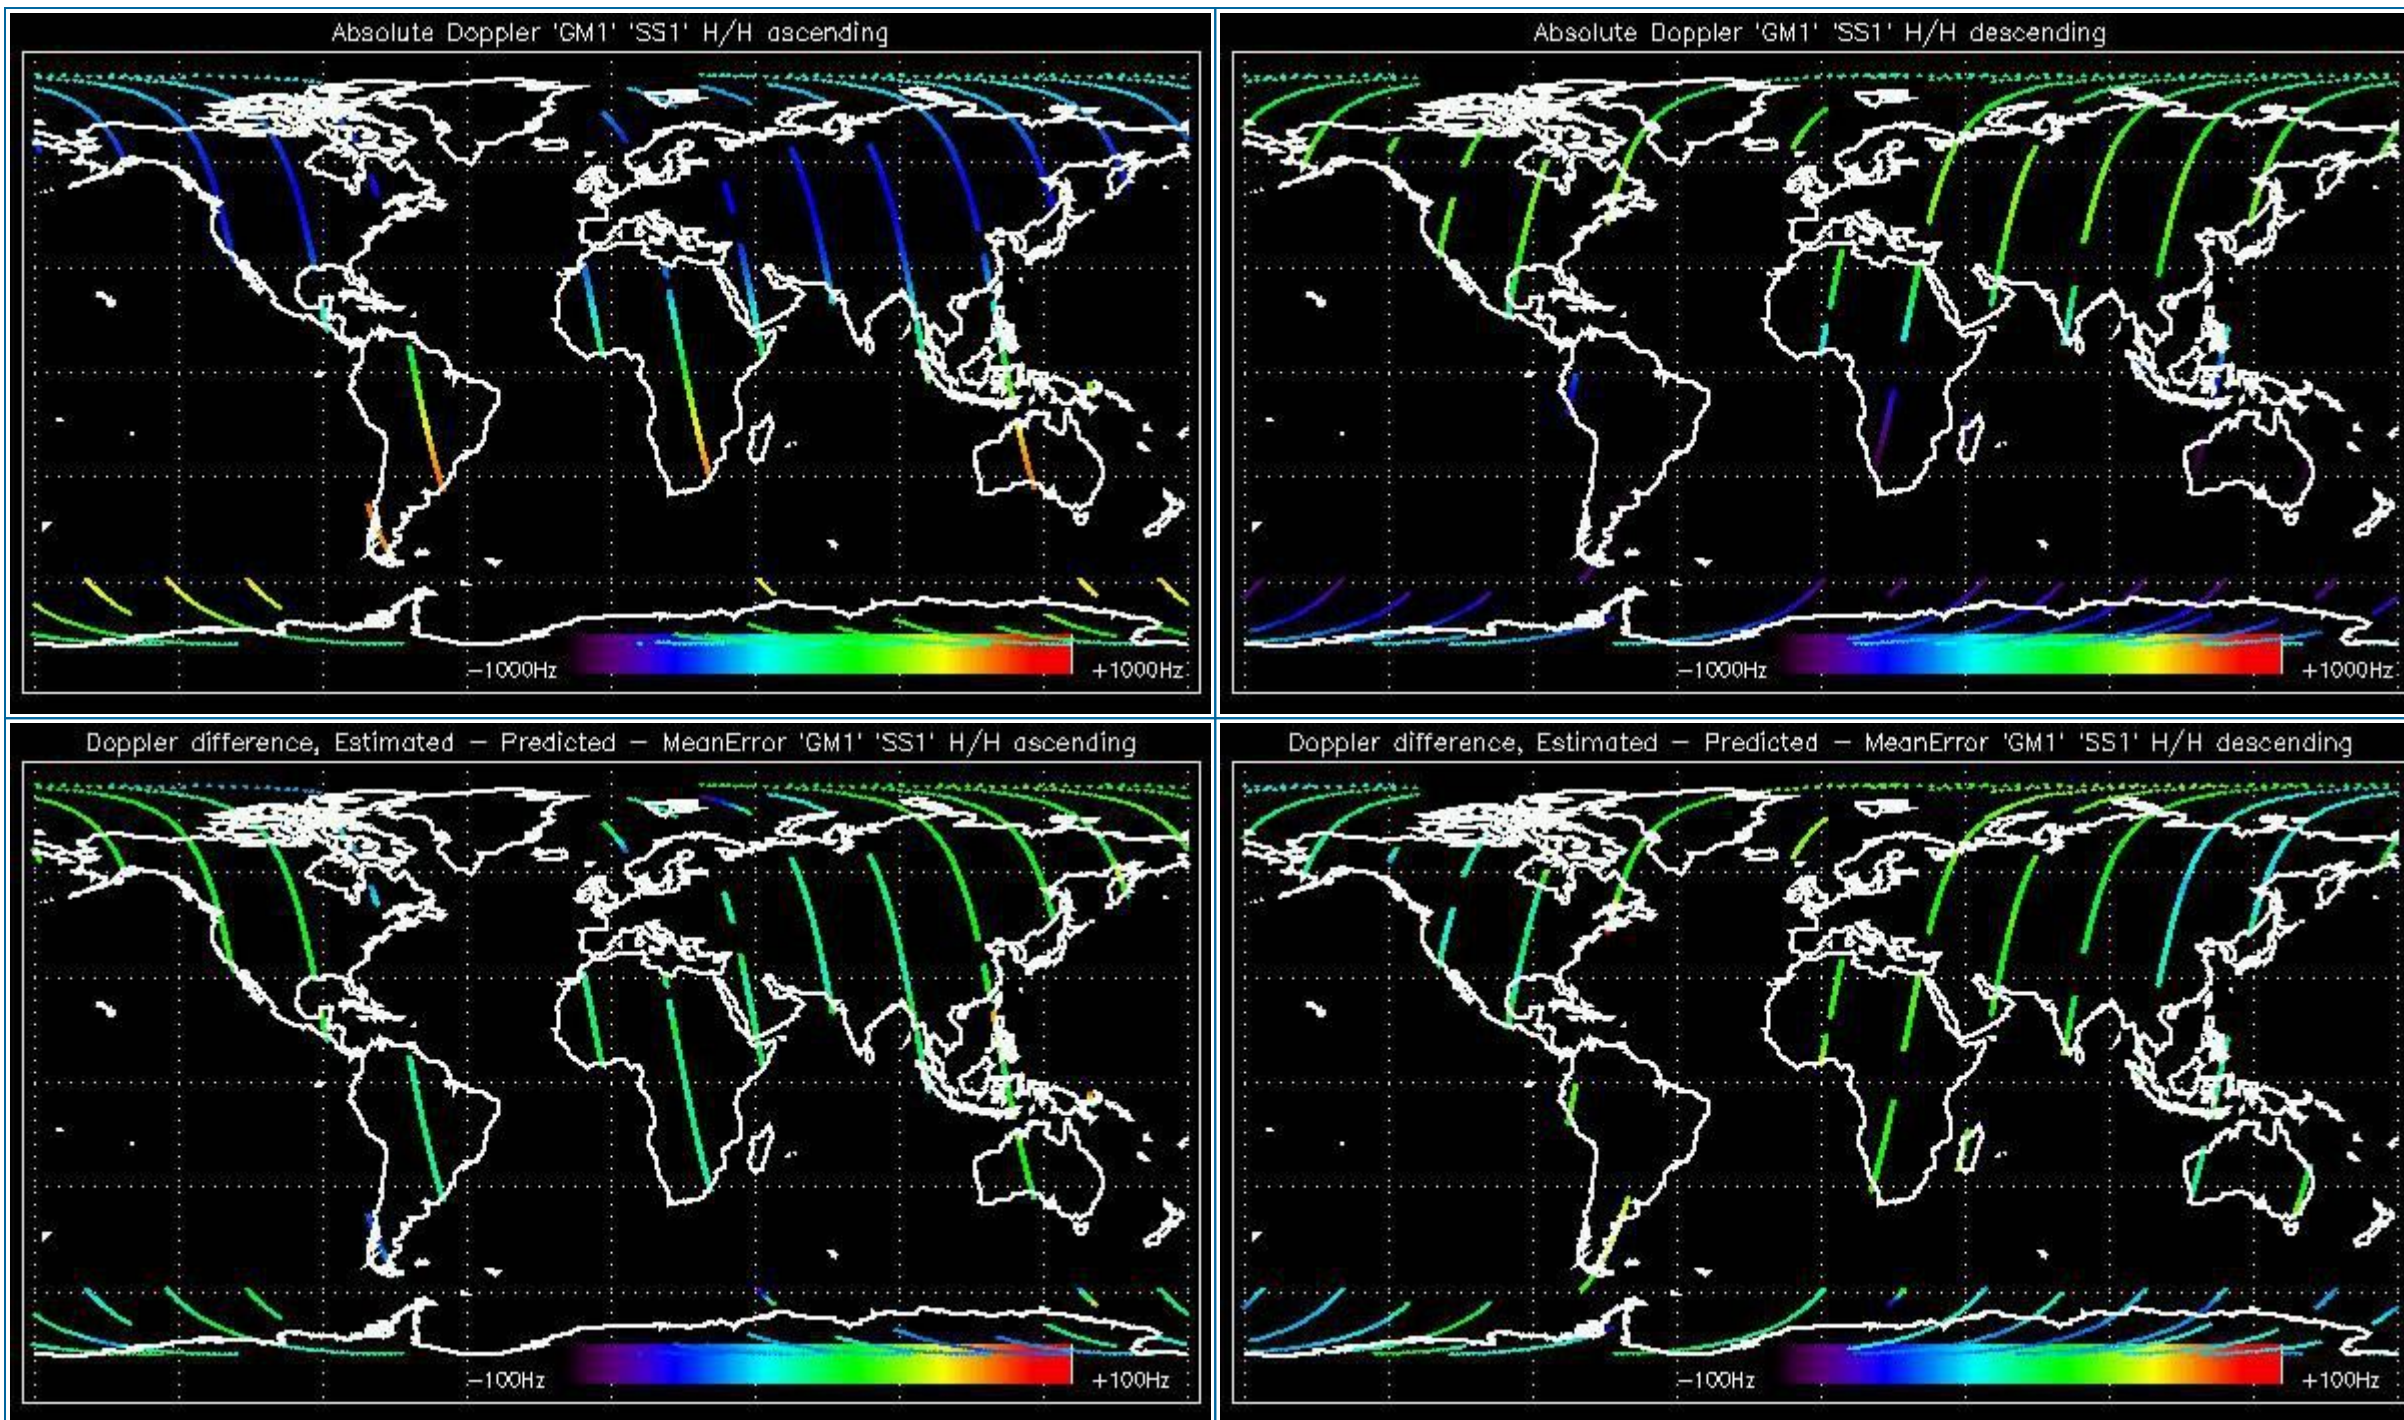 Absolute Doppler 'GM1' 'SS1' H/H ascending
−1000Hz
+1000Hz
Absolute Doppler 'GM1' 'SS1' H/H descending
−1000Hz
+1000Hz
Doppler difference, Estimated − Predicted − MeanError 'GM1' 'SS1' H/H ascending
−100Hz
+100Hz
Doppler difference, Estimated − Predicted − MeanError 'GM1' 'SS1' H/H descending
−100Hz
+100Hz